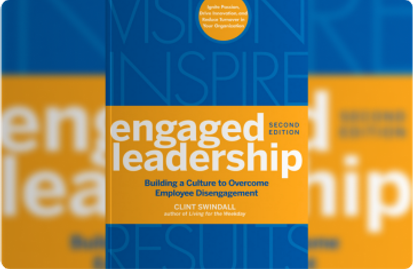 Ignite Passion,
Drive Innovation, and
Reduce Turnover in
Your Organization
VISION
INSPIRE
engaged
SECOND
EDITION
leadership
Building a Culture to Overcome
Employee Disengagement
CLINT SWINDALL
author of Living for the Weekday
RESULTS